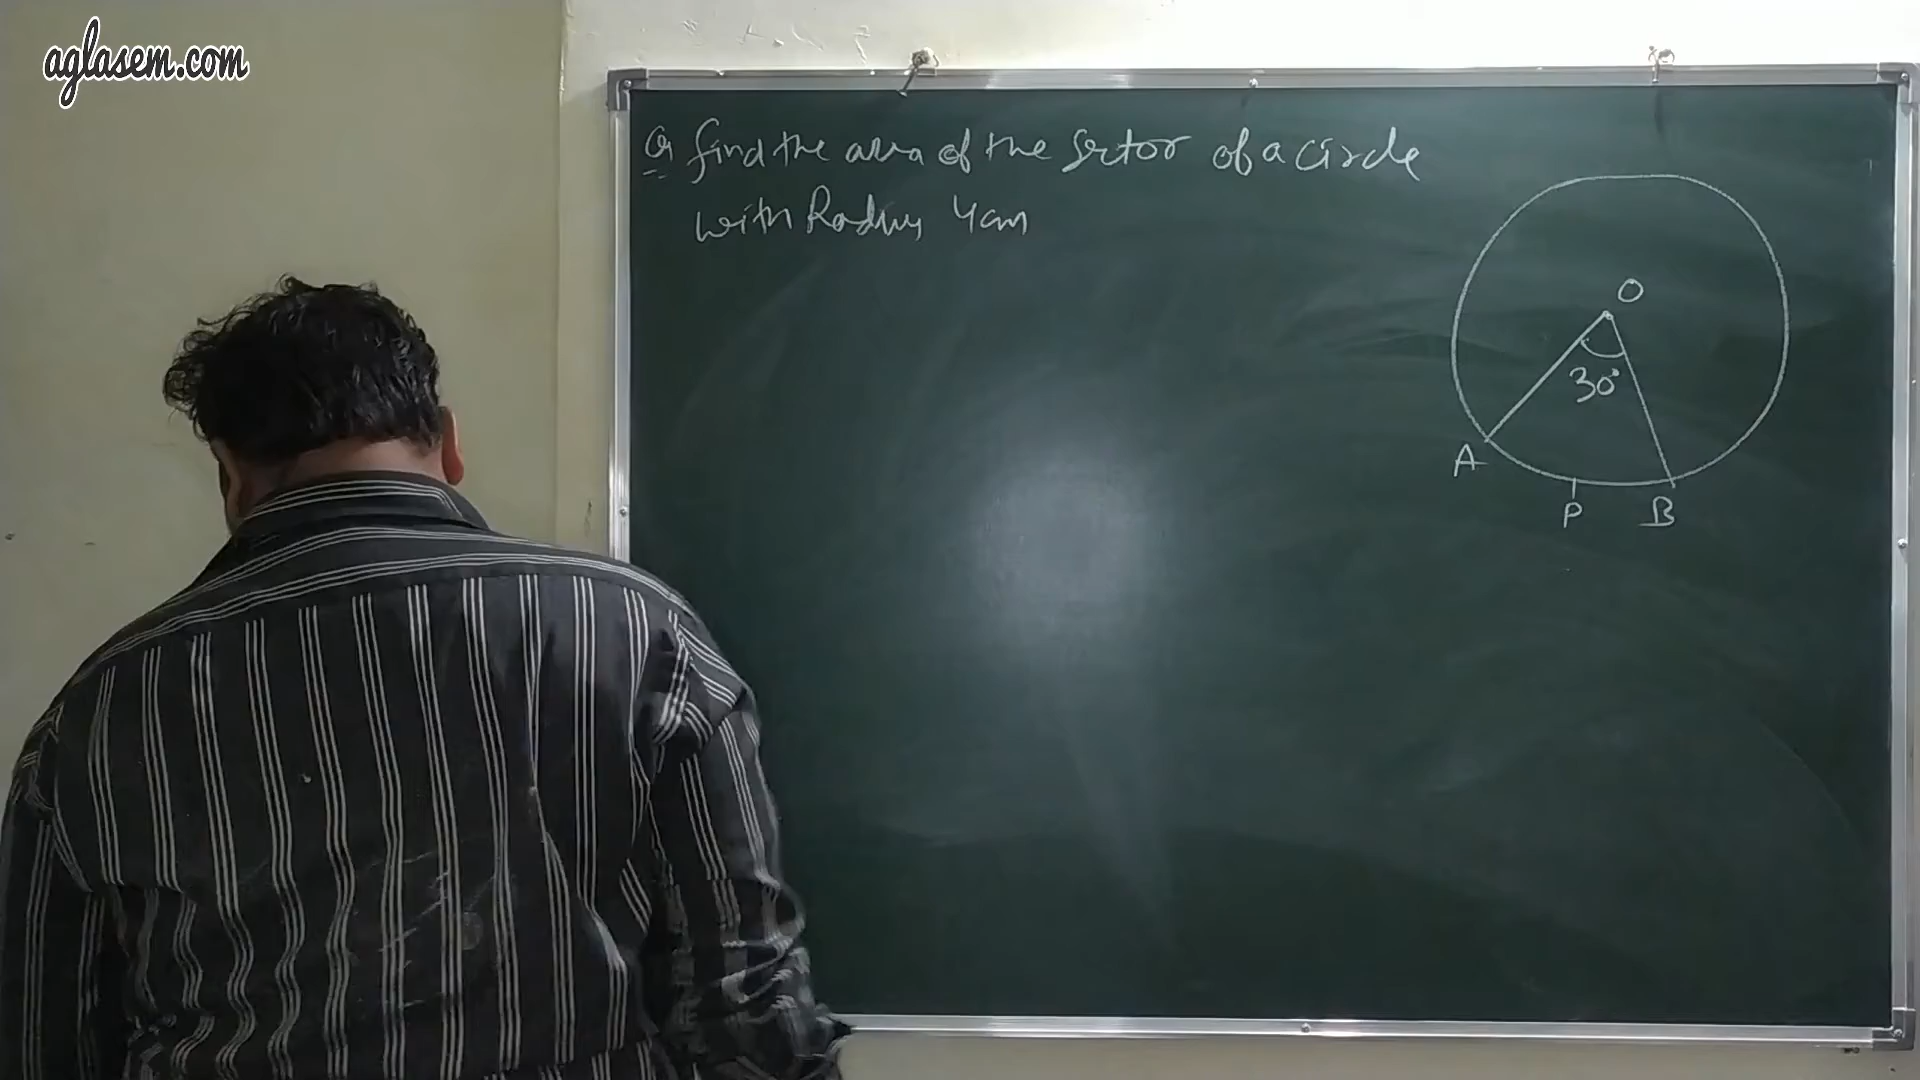 aglasem.com
Q Find the area of the Sector of a circle
with Radius 4cm
O
30°
A
P B